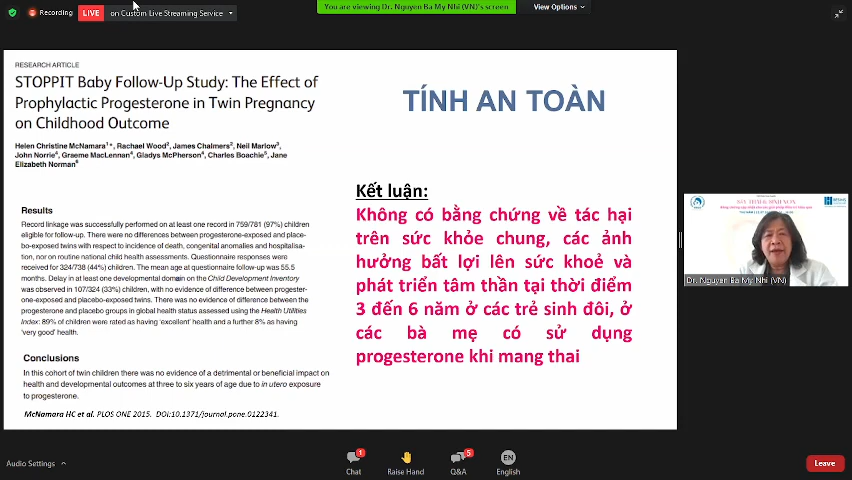 Recording
LIVE
on Custom Live Streaming Service
You are viewing Dr. Nguyen Ba My Nhi (VN)'s screen
View Options
RESEARCH ARTICLE
STOPPIT Baby Follow-Up Study: The Effect of
Prophylactic Progesterone in Twin Pregnancy
on Childhood Outcome
Helen Christine McNamara1*, Rachael Wood2, James Chalmers2, Neil Marlow3,
John Norrie4, Graeme MacLennan4, Gladys McPherson4, Charles Boachie5, Jane
Elizabeth Norman6
Results
Record linkage was successfully performed on at least one record in 759/781 (97%) children
eligible for follow-up. There were no differences between progesterone-exposed and place-
bo-exposed twins with respect to incidence of death, congenital anomalies and hospitalisa-
tion, nor on routine national child health assessments. Questionnaire responses were
received for 324/738 (44%) children. The mean age at questionnaire follow-up was 55.5
months. Delay in at least one developmental domain on the Child Development Inventory
was observed in 107/324 (33%) children, with no evidence of difference between progester-
one-exposed and placebo-exposed twins. There was no evidence of difference between the
progesterone and placebo groups in global health status assessed using the Health Utilities
Index: 89% of children were rated as having 'excellent' health and a further 8% as having
'very good' health.
Conclusions
In this cohort of twin children there was no evidence of a detrimental or beneficial impact on
health and developmental outcomes at three to six years of age due to in utero exposure
to progesterone.
McNamara HC et al. PLOS ONE 2015. DOI:10.1371/journal.pone.0122341.
TÍNH AN TOÀN
Kết luận:
Không có bằng chứng về tác hại
trên sức khỏe chung, các ảnh
hưởng bất lợi lên sức khoẻ và
phát triển tâm thần tại thời điểm
3 đến 6 năm ở các trẻ sinh đôi, ở
các bà mẹ có sử dụng
progesterone khi mang thai
Dr. Nguyen Ba My Nhi (VN)
Audio Settings
1
Chat
Raise Hand
5
Q&A
EN
English
Leave